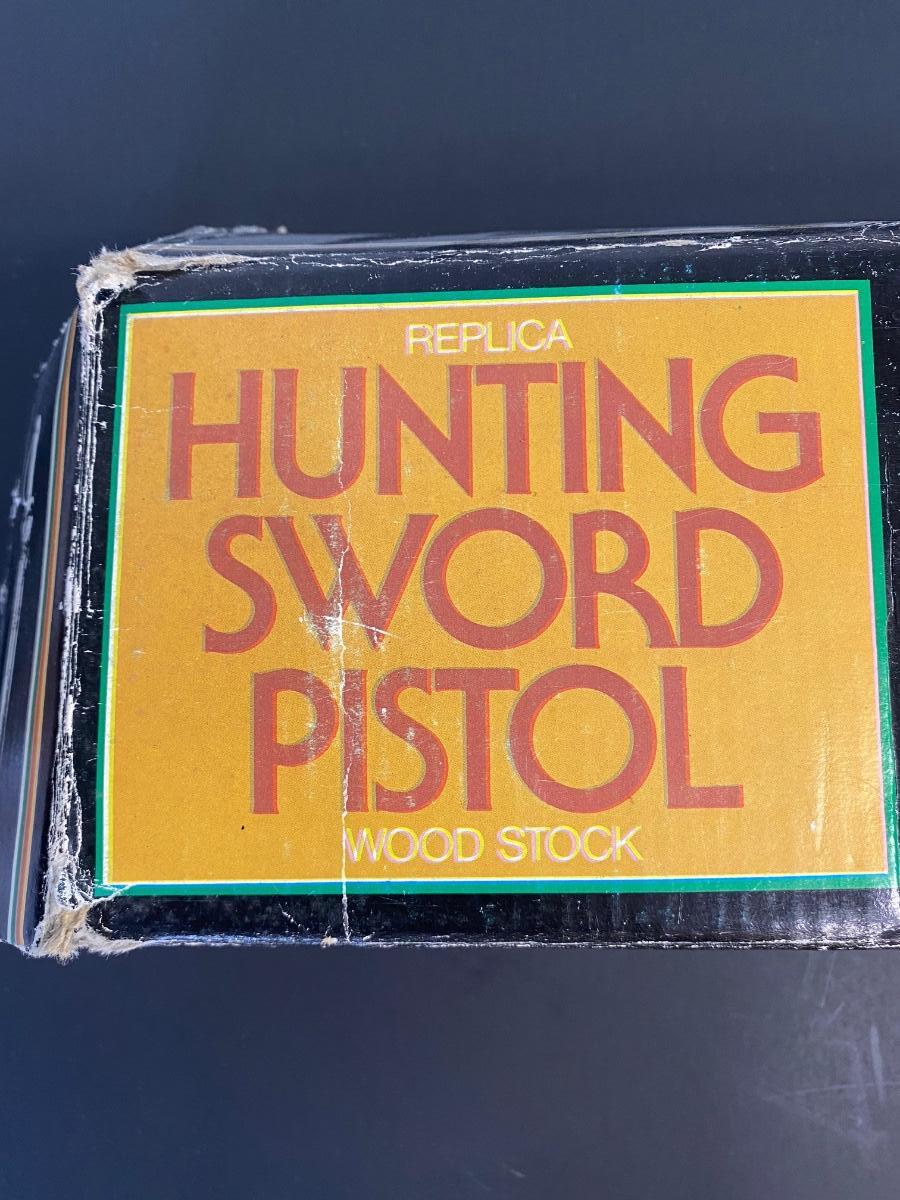 REPLICA
HUNTING
SWORD
PISTOL
WOOD STOCK